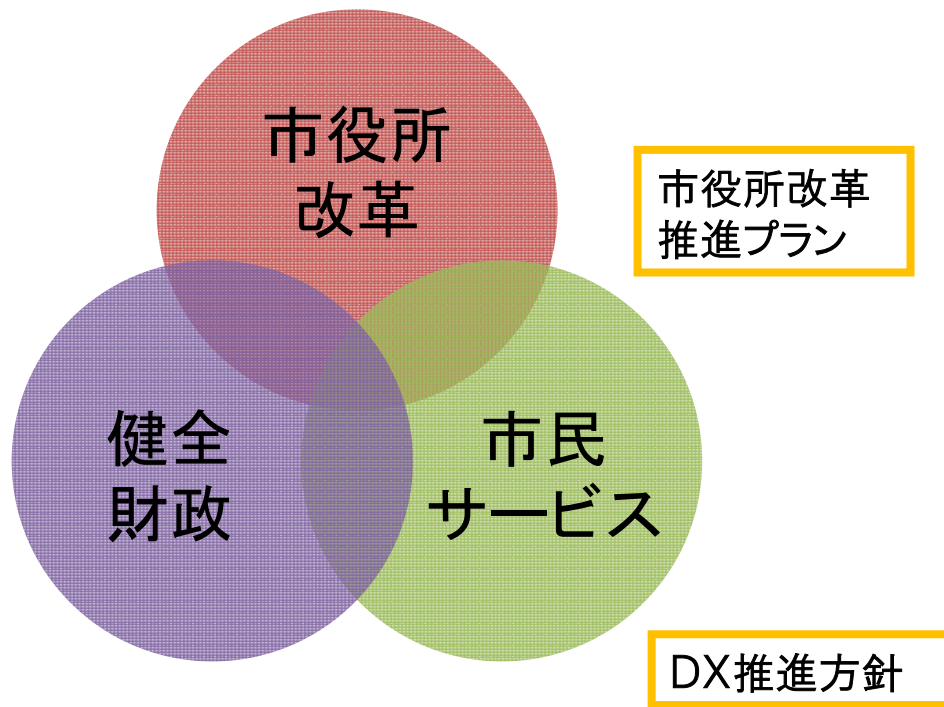 市役所
改革
市役所改革
推進プラン
健全
財政
市民
サービス
DX推進方針